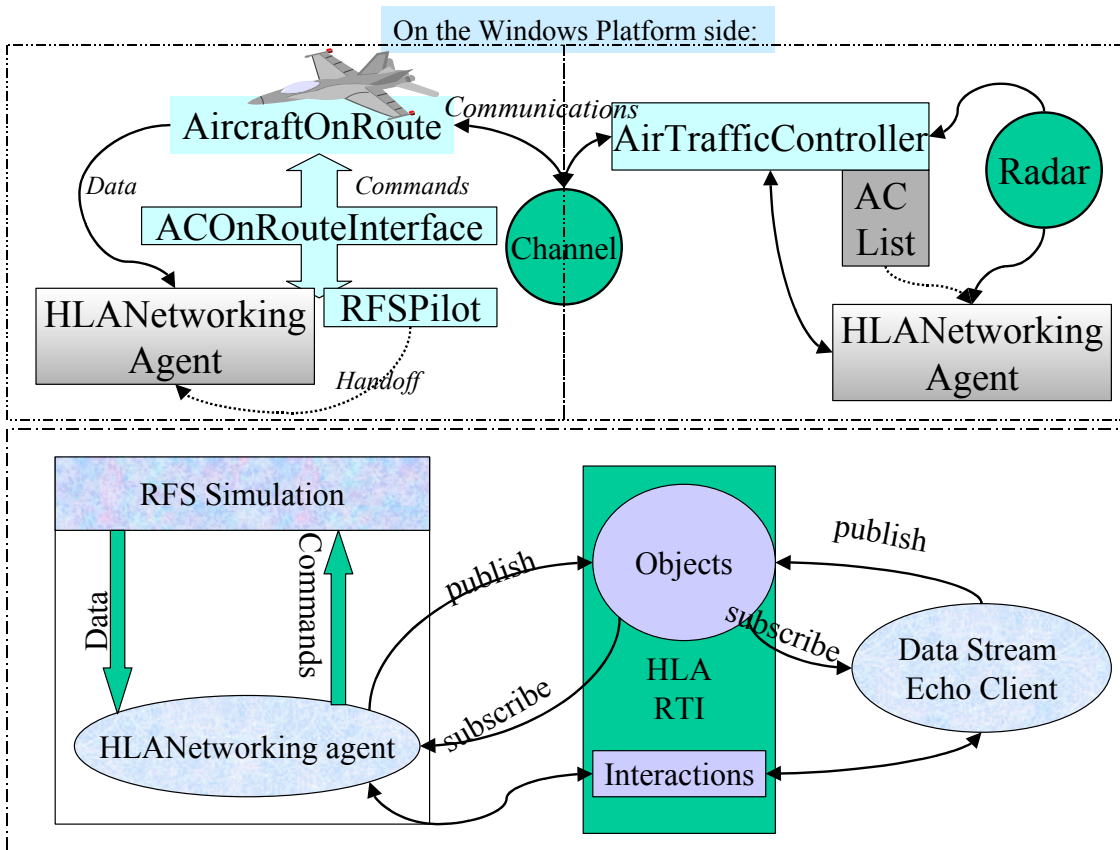 On the Windows Platform side:
Communications
AircraftOnRoute
AirTrafficController
Data
Commands
Radar
AC
List
ACOnRouteInterface
Channel
HLANetworking
Agent
RFSPilot
HLANetworking
Agent
Handoff
RFS Simulation
publish
publish
Objects
Commands
Data
subscribe
Data Stream
Echo Client
HLA
RTI
subscribe
HLANetworking agent
Interactions